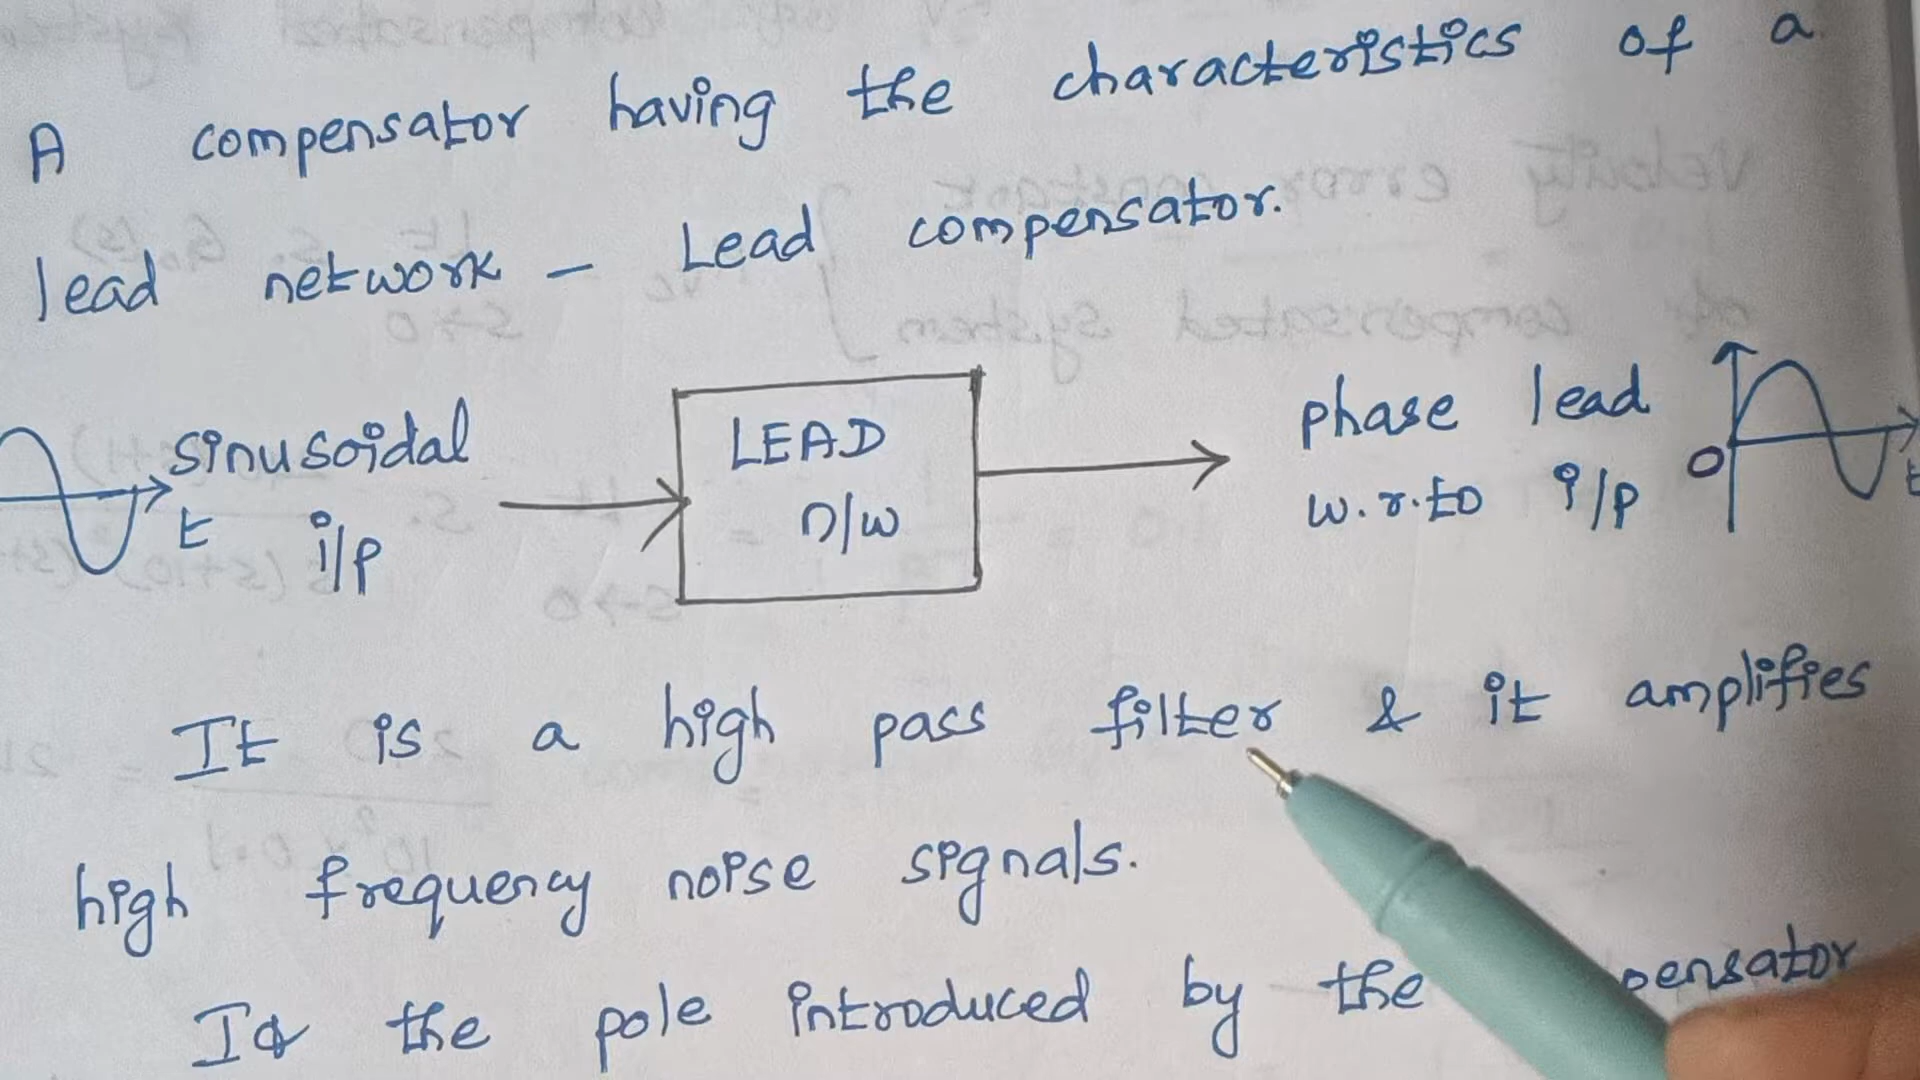 A compensator having the characteristics of a
lead network - Lead compensator.
sinusoidal
t i/p
LEAD
n/w
phase lead
w.r.to i/p
0
t
It is a high pass filter & it amplifies
high frequency noise signals.
If the pole introduced by the pensator